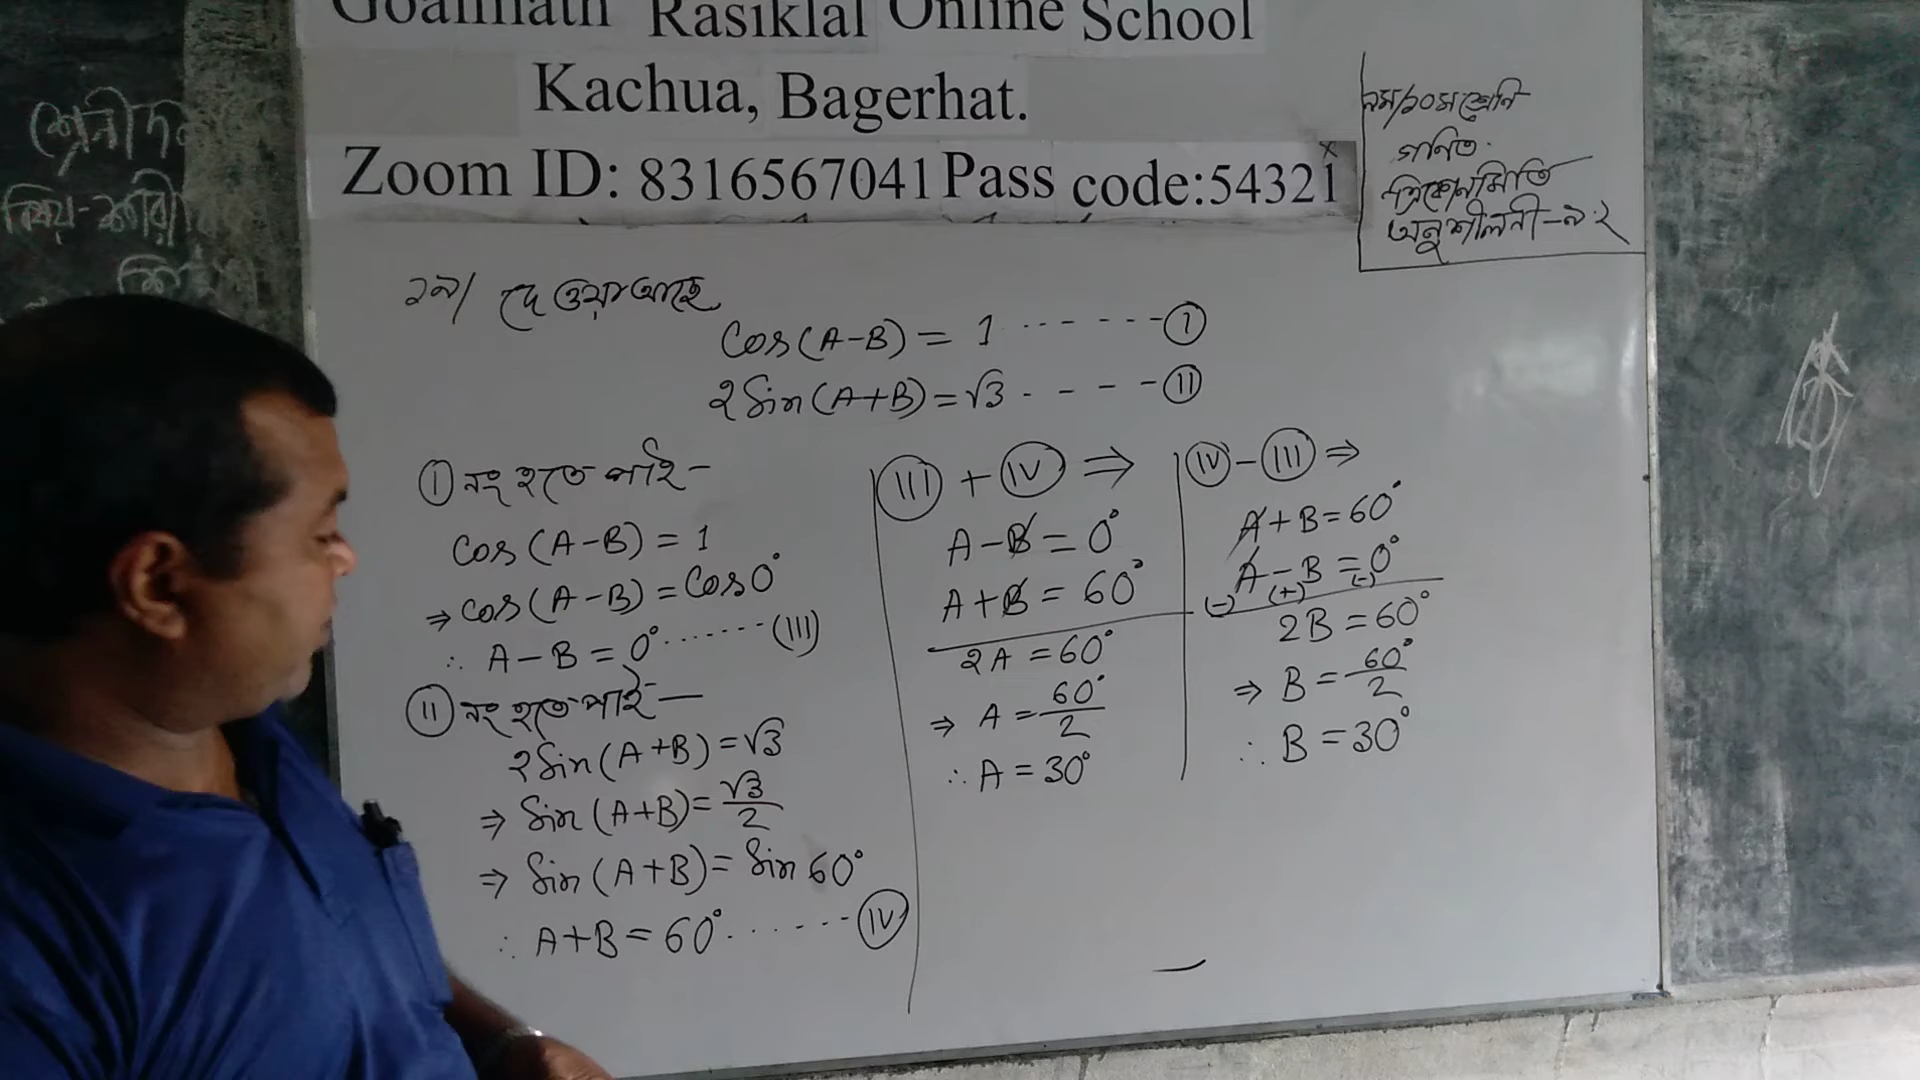 Rasiklal Online School
Kachua, Bagerhat.
Zoom ID: 8316567041 Pass code:54321
৯ম/১০ম শ্রেনি
গনিত
ত্রিকোণমিতি
অনুশীলনী-৯.২
শ্রেনী
বিষয়-
২৯/ দেওয়া আছে
Cos(A-B) = 1 ------- (I)
2 Sin(A+B) = √3 - - - - - (II)
(I) নং হতে পাই-
Cos(A-B) = 1
⇒ Cos(A-B) = Cos 0°
∴ A-B = 0° ....... (III)
(II) নং হতে পাই-
2 Sin(A+B) = √3
⇒ Sin(A+B) = √3/2
⇒ Sin(A+B) = Sin 60°
∴ A+B = 60° ....... (IV)
(III) + (IV) ⇒
A-B = 0°
A+B = 60°
2A = 60°
⇒ A = 60°/2
∴ A = 30°
(IV) - (III) ⇒
A+B = 60°
A-B = 0°
(-) (+) (-)
2B = 60°
⇒ B = 60°/2
∴ B = 30°